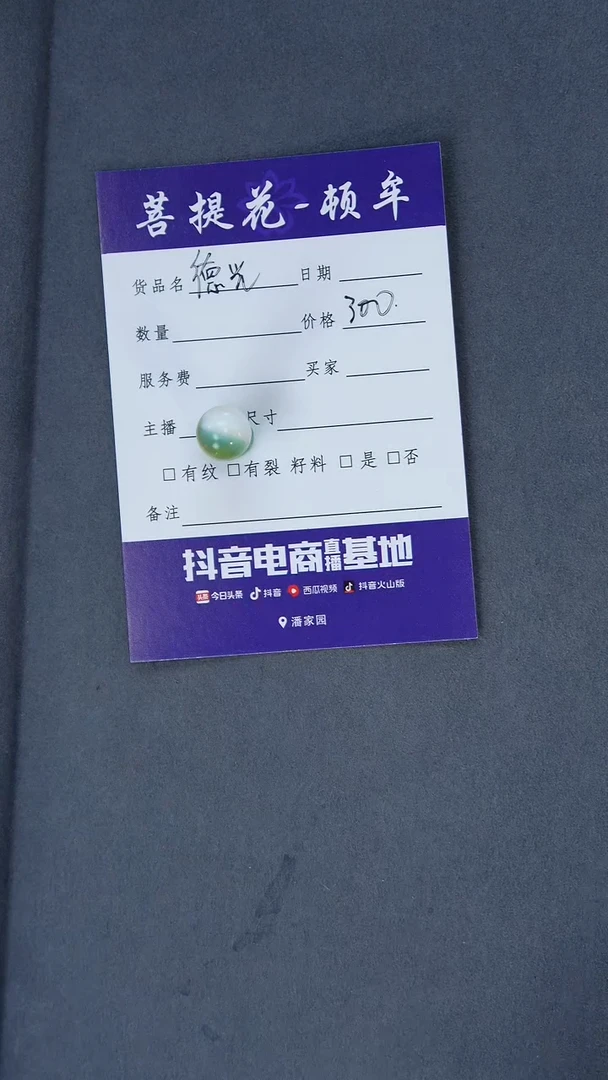 菩提花-顿牟
货品名 德光 日期
数量 价格 300.
服务费 买家
主播 尺寸
□有纹 □有裂 籽料 □是 □否
备注
抖音电商直播基地
头条 今日头条 抖音 西瓜视频 抖音火山版
潘家园